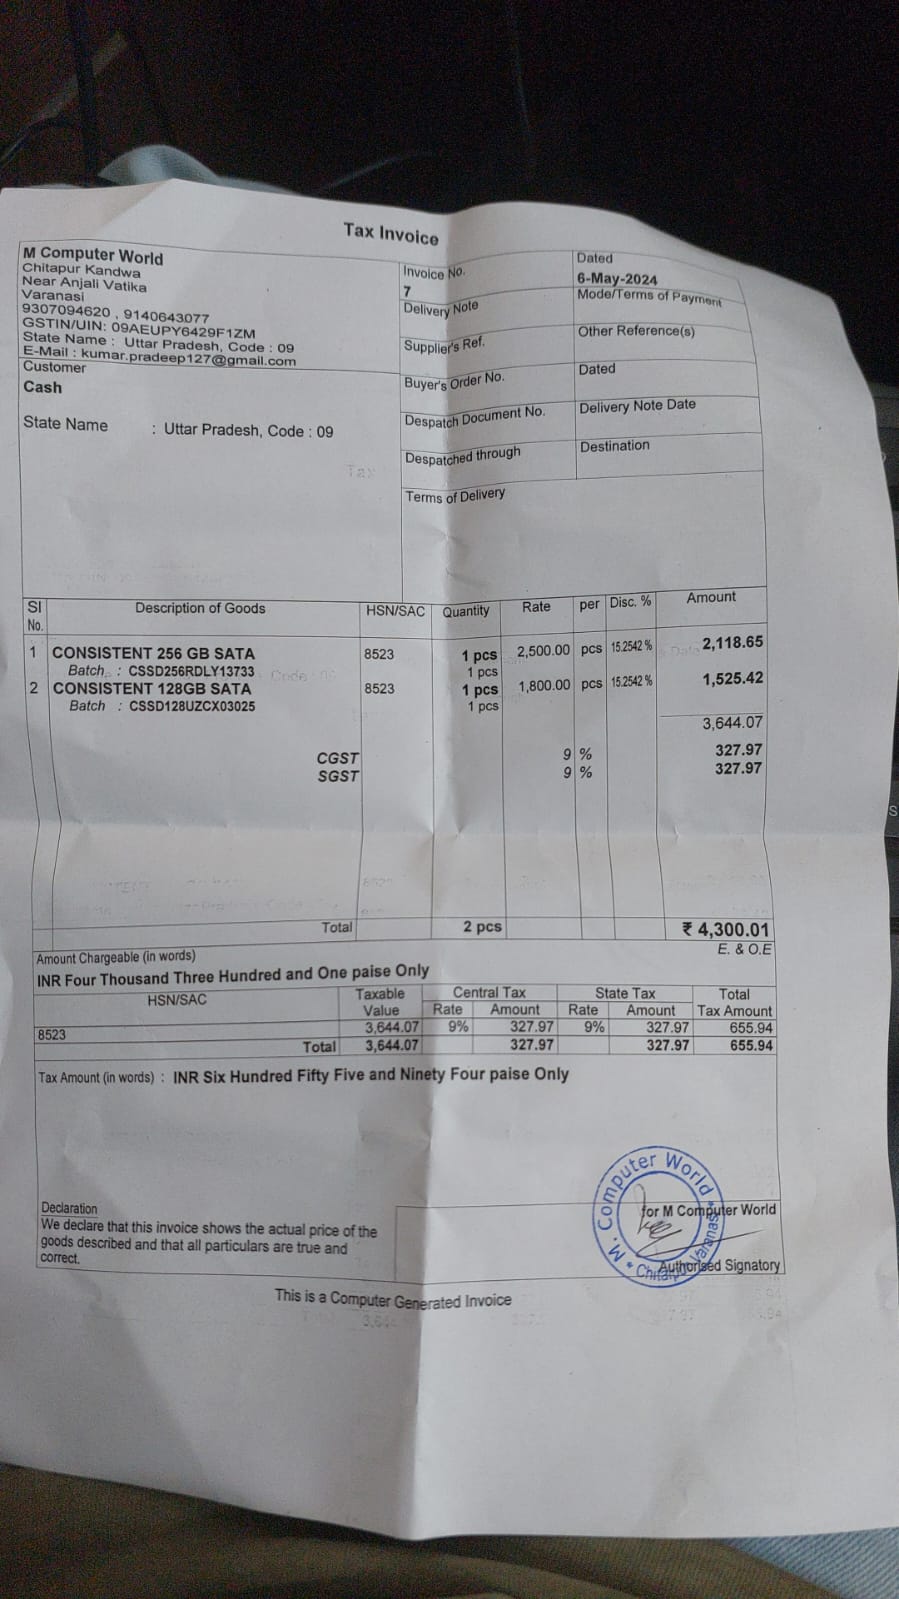 Tax Invoice
M Computer World
Chitapur Kandwa
Near Anjali Vatika
Varanasi
9307094620 , 9140643077
GSTIN/UIN: 09AEUPY6429F1ZM
State Name : Uttar Pradesh, Code : 09
E-Mail : kumar.pradeep127@gmail.com
Invoice No.
7
Dated
6-May-2024
Delivery Note
Mode/Terms of Payment
Supplier's Ref.
Other Reference(s)
Customer
Cash
State Name : Uttar Pradesh, Code : 09
Buyer's Order No.
Dated
Despatch Document No.
Delivery Note Date
Despatched through
Destination
Terms of Delivery
Sl No. Description of Goods HSN/SAC Quantity Rate per Disc. % Amount
1 CONSISTENT 256 GB SATA 8523 1 pcs 2,500.00 pcs 15.2542 % 2,118.65
Batch : CSSD256RDLY13733 1 pcs
2 CONSISTENT 128GB SATA 8523 1 pcs 1,800.00 pcs 15.2542 % 1,525.42
Batch : CSSD128UZCX03025 1 pcs
3,644.07
CGST 9 % 327.97
SGST 9 % 327.97
Total 2 pcs ₹ 4,300.01
Amount Chargeable (in words) E. & O.E
INR Four Thousand Three Hundred and One paise Only
HSN/SAC Taxable Value Central Tax State Tax Total Tax Amount
Rate Amount Rate Amount
8523 3,644.07 9% 327.97 9% 327.97 655.94
Total 3,644.07 327.97 327.97 655.94
Tax Amount (in words) : INR Six Hundred Fifty Five and Ninety Four paise Only
Declaration
We declare that this invoice shows the actual price of the
goods described and that all particulars are true and
correct.
M. Computer World
Varanasi
for M Computer World
Authorised Signatory
This is a Computer Generated Invoice